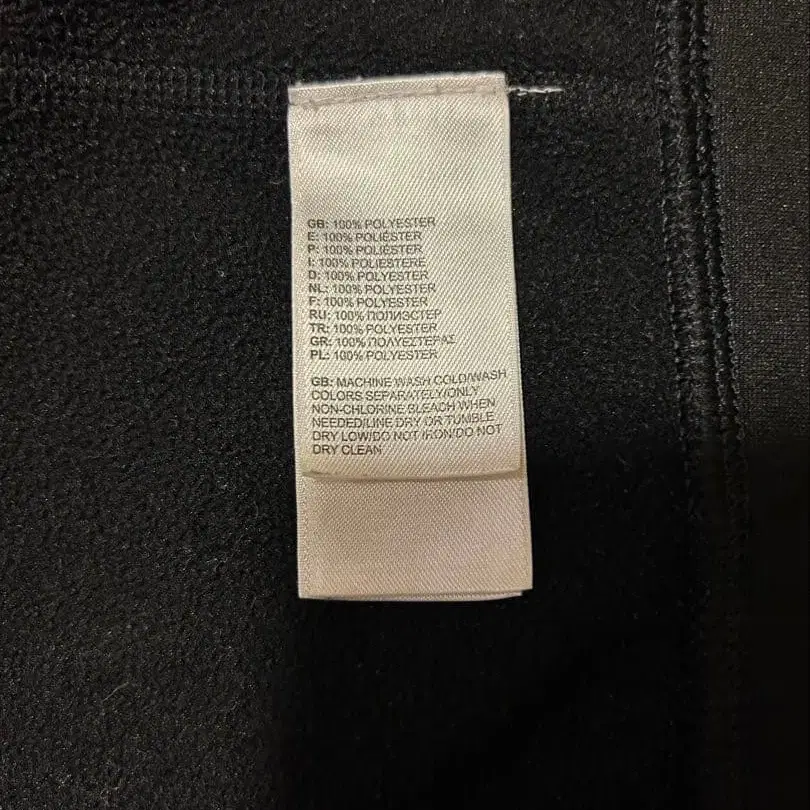 GB: 100% POLYESTER
E: 100% POLIÉSTER
P: 100% POLIÉSTER
I: 100% POLIESTERE
D: 100% POLYESTER
NL: 100% POLYESTER
F: 100% POLYESTER
RU: 100% ПОЛИЭСТЕР
TR: 100% POLYESTER
GR: 100% ΠΟΛΥΕΣΤΕΡΑΣ
PL: 100% POLYESTER
GB: MACHINE WASH COLD/WASH
COLORS SEPARATELY/ONLY
NON-CHLORINE BLEACH WHEN
NEEDED/LINE DRY OR TUMBLE
DRY LOW/DO NOT IRON/DO NOT
DRY CLEAN